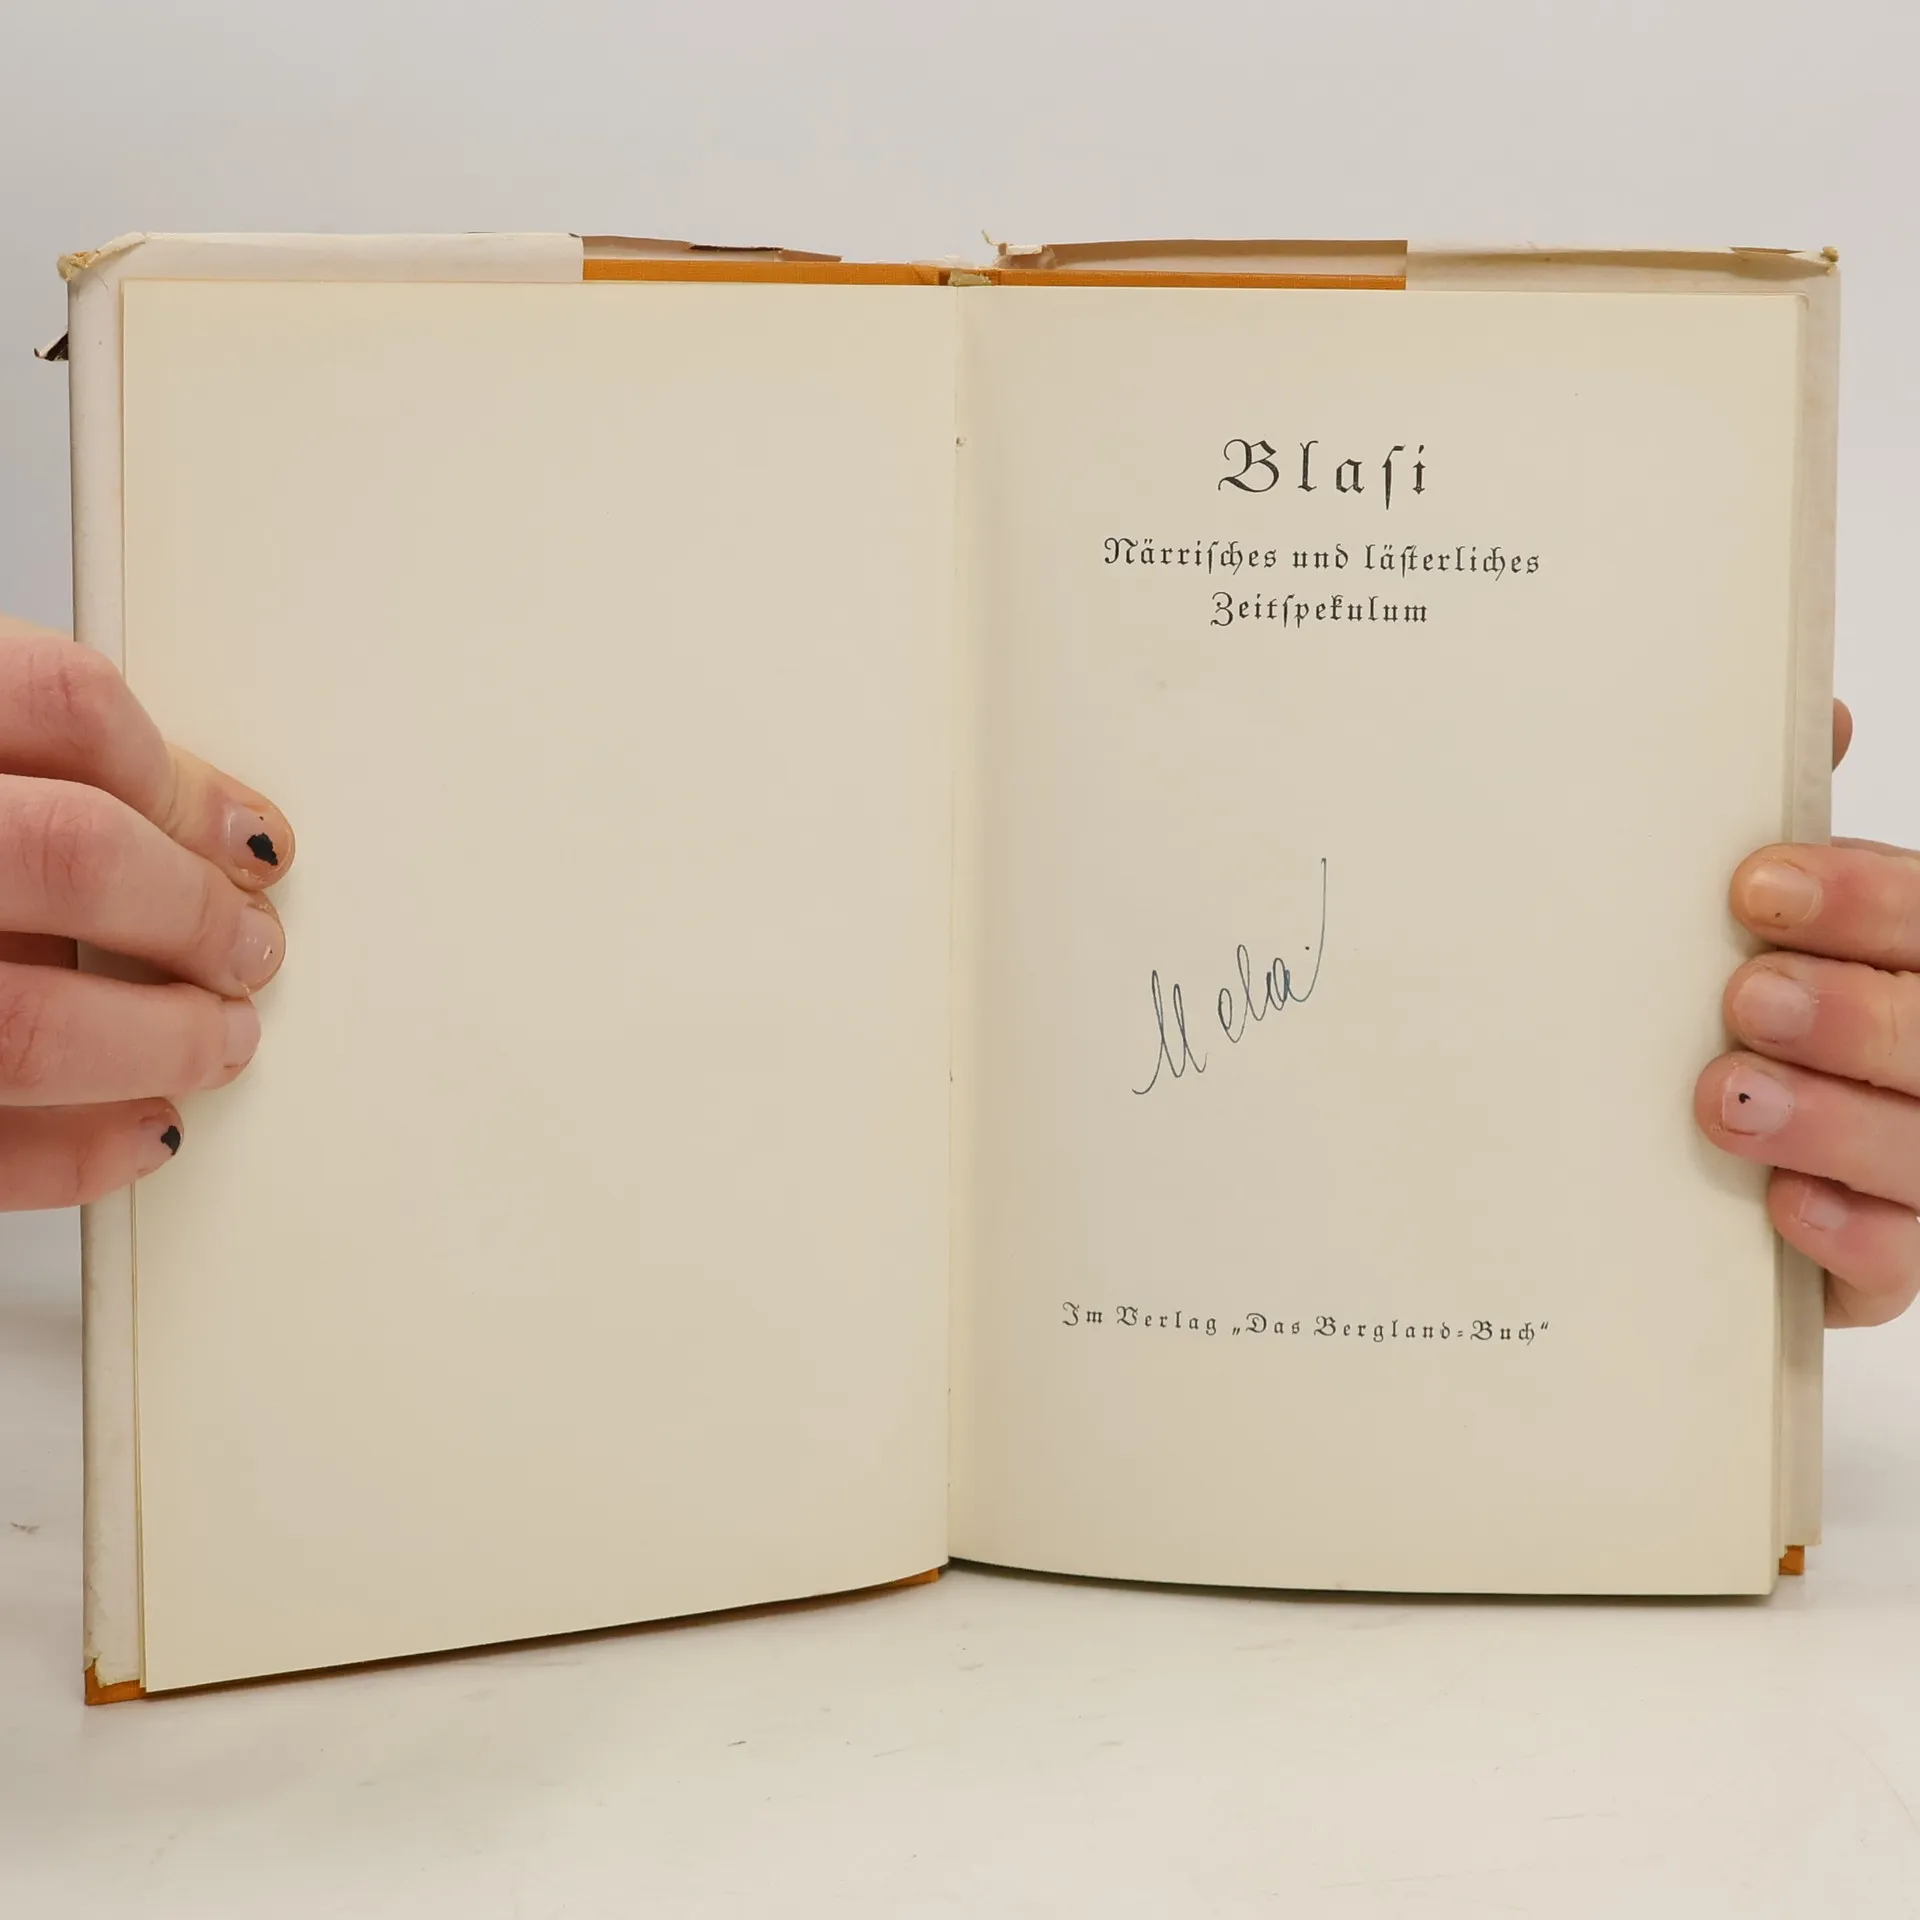 Blasi
Närrisches und lästerliches
Zeitspekulum
Im Verlag „Das Bergland-Buch“